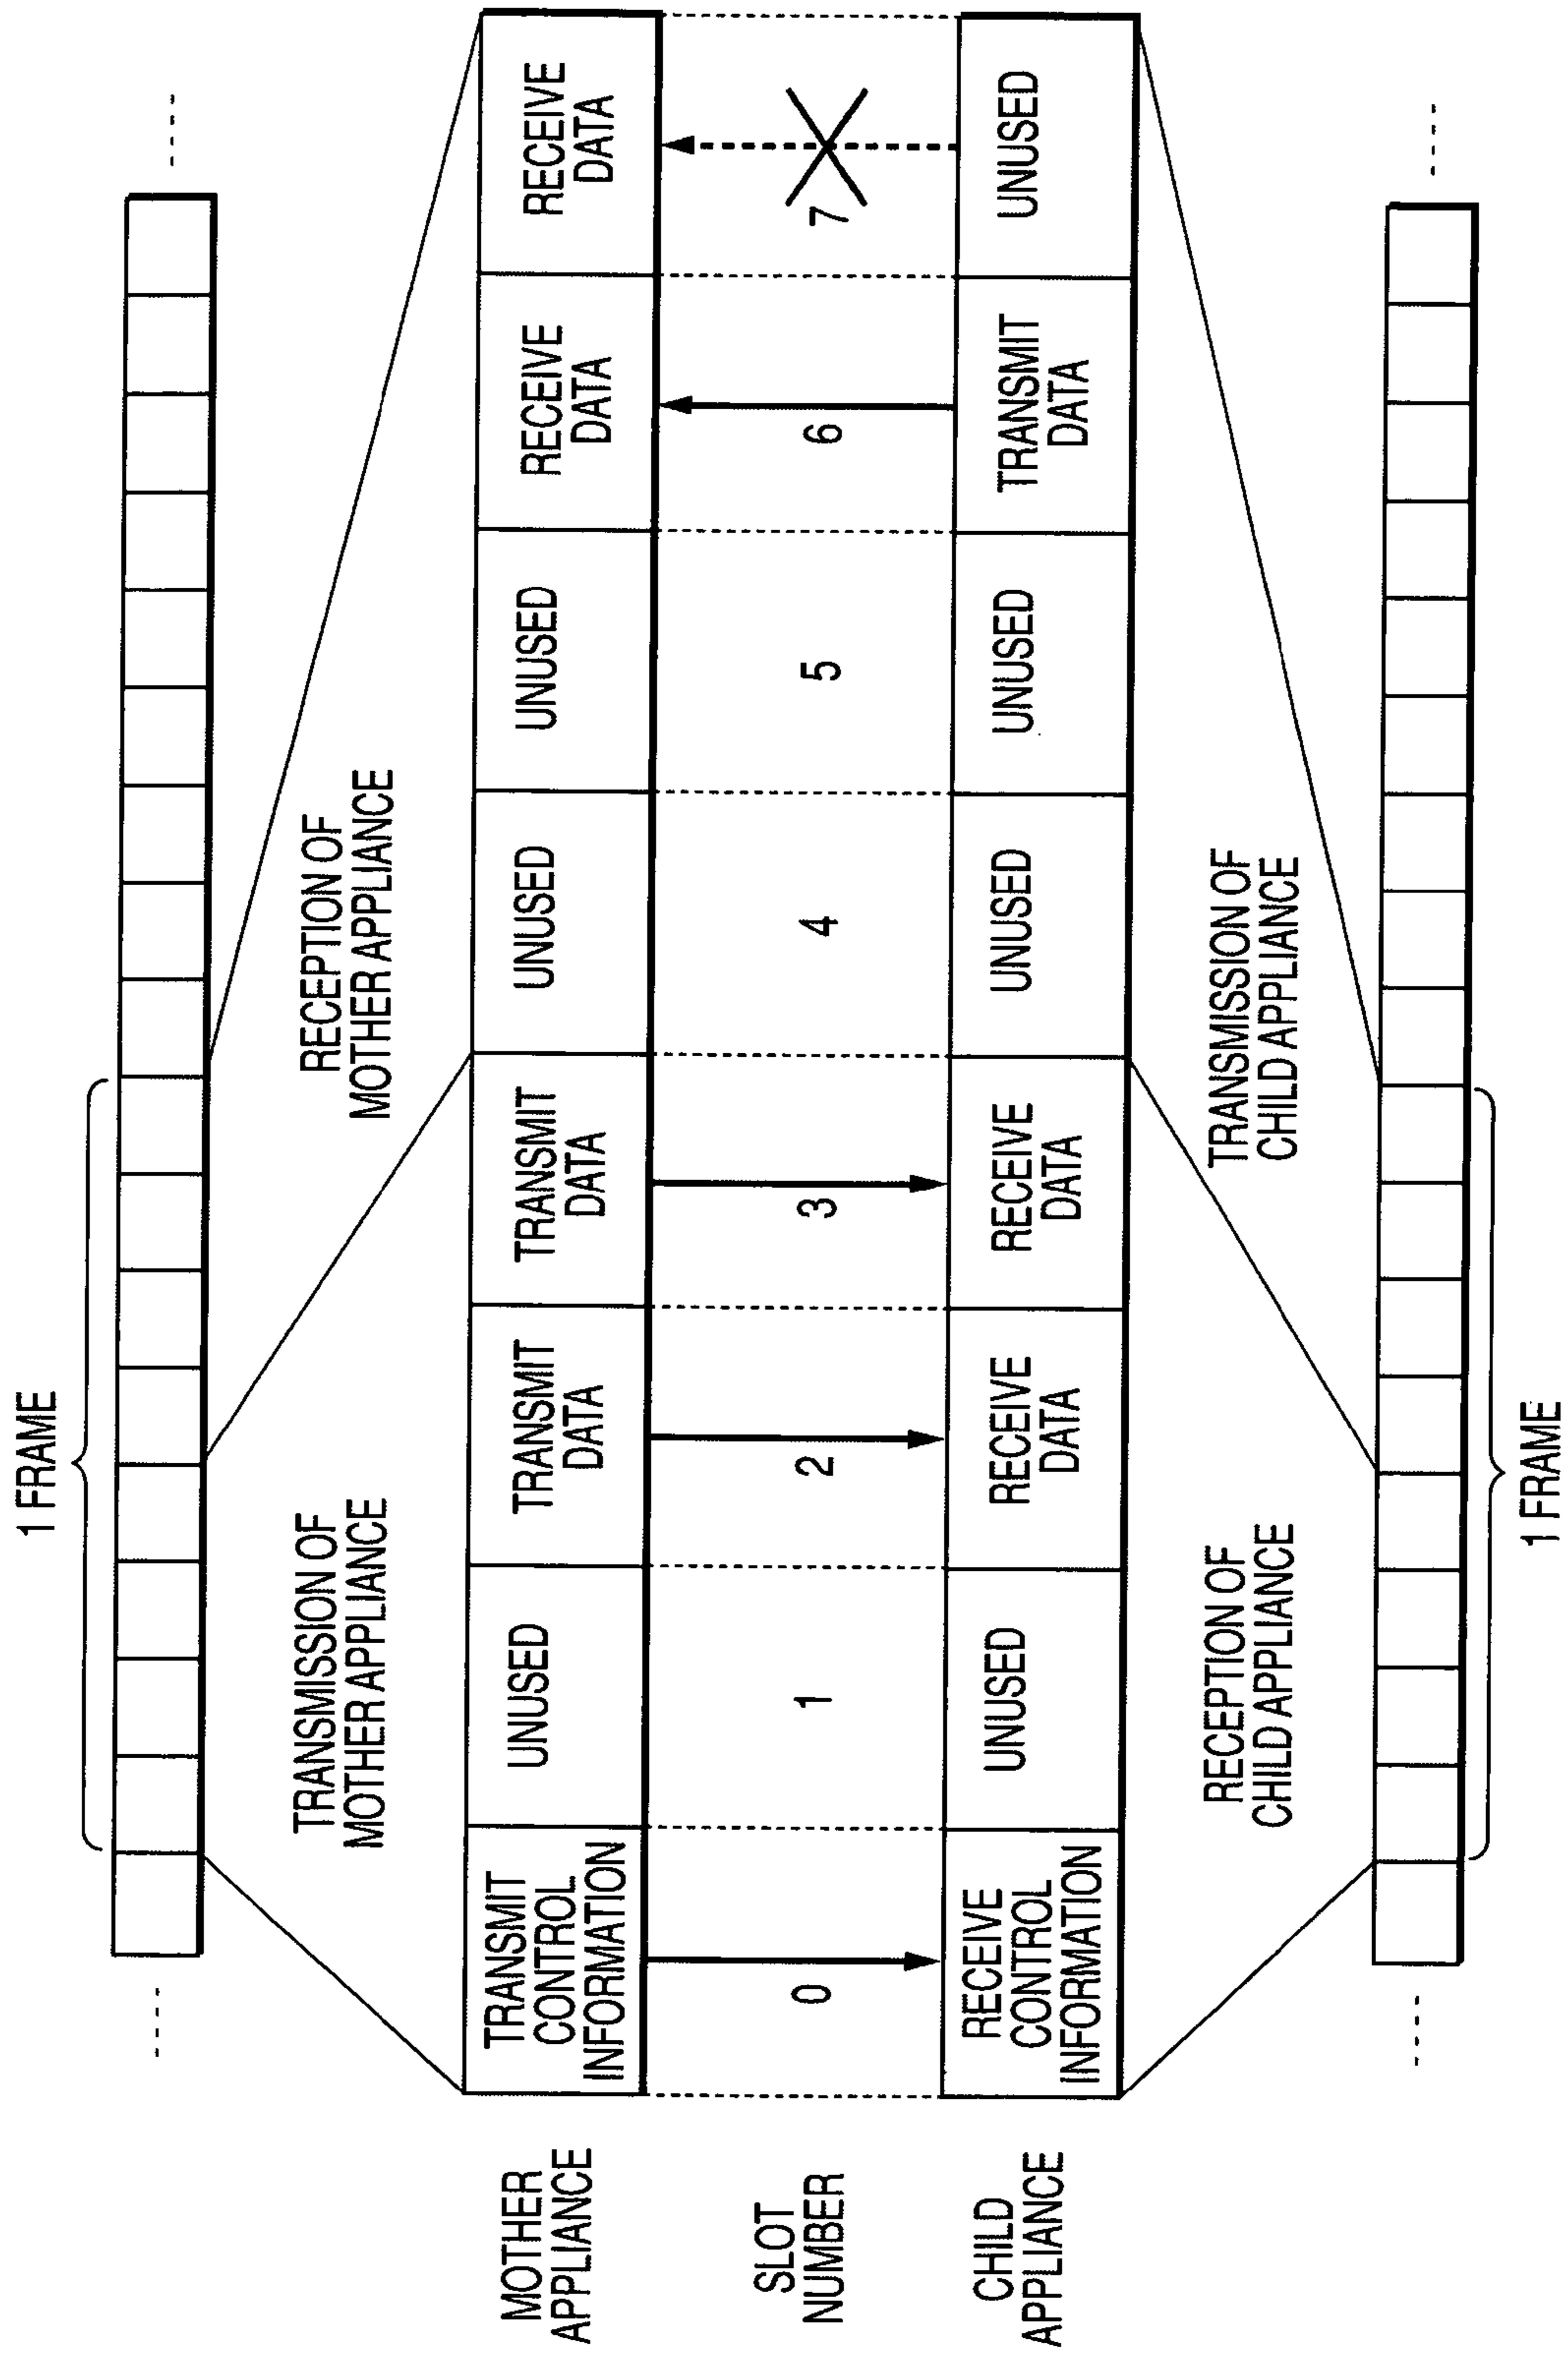 1 FRAME
TRANSMISSION OF
MOTHER APPLIANCE
RECEPTION OF
MOTHER APPLIANCE
MOTHER
APPLIANCE
TRANSMIT
CONTROL
INFORMATION
UNUSED
TRANSMIT
DATA
TRANSMIT
DATA
UNUSED
UNUSED
RECEIVE
DATA
RECEIVE
DATA
SLOT
NUMBER
0
1
2
3
4
5
6
7
CHILD
APPLIANCE
RECEIVE
CONTROL
INFORMATION
UNUSED
RECEIVE
DATA
RECEIVE
DATA
UNUSED
UNUSED
TRANSMIT
DATA
UNUSED
RECEPTION OF
CHILD APPLIANCE
TRANSMISSION OF
CHILD APPLIANCE
1 FRAME